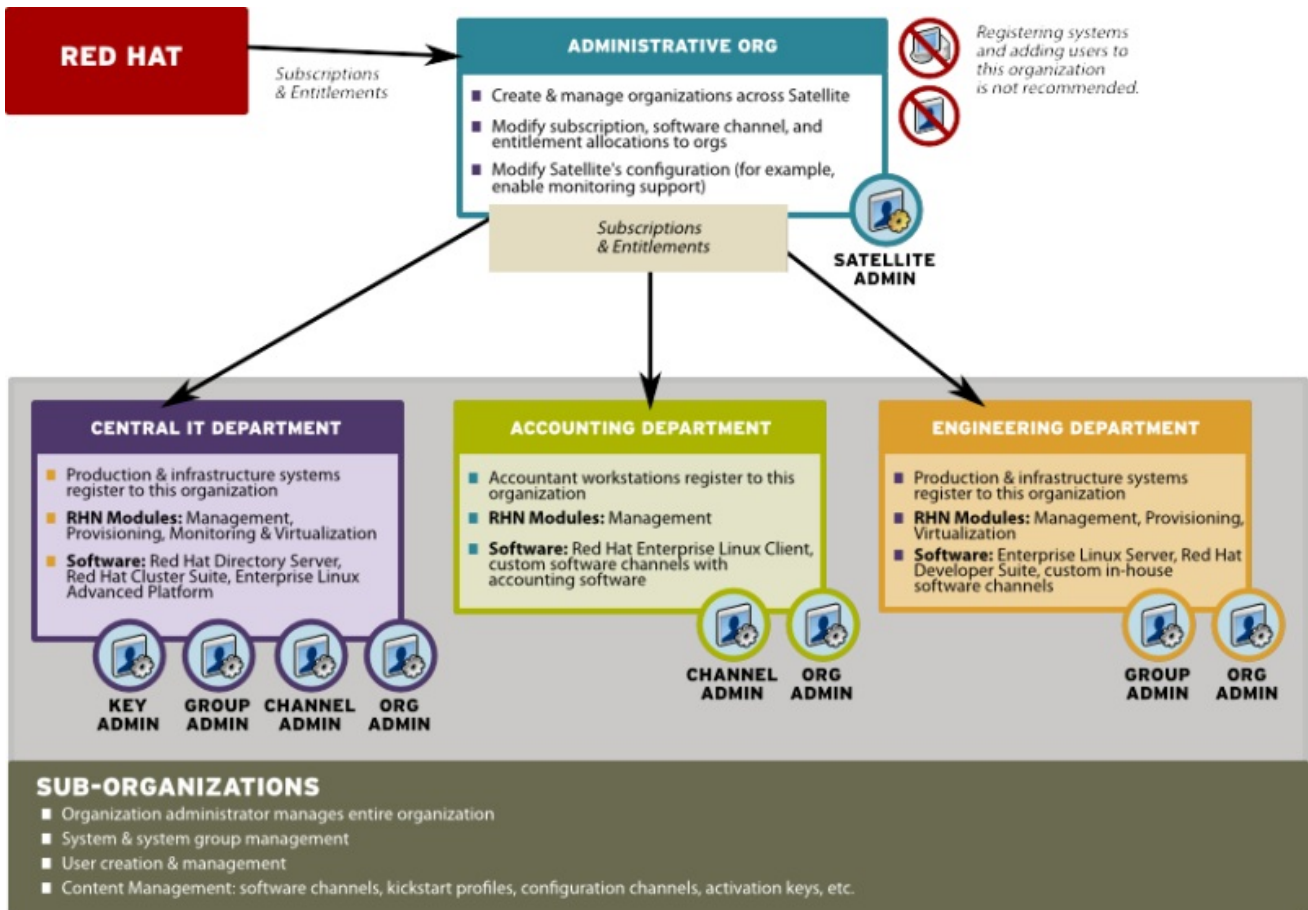 RED HAT
Subscriptions
& Entitlements
ADMINISTRATIVE ORG
■ Create & manage organizations across Satellite
■ Modify subscription, software channel, and
entitlement allocations to orgs
■ Modify Satellite's configuration (for example,
enable monitoring support)
Registering systems
and adding users to
this organization
is not recommended.
Subscriptions
& Entitlements
SATELLITE
ADMIN
CENTRAL IT DEPARTMENT
■ Production & infrastructure systems
register to this organization
■ RHN Modules: Management,
Provisioning, Monitoring & Virtualization
■ Software: Red Hat Directory Server,
Red Hat Cluster Suite, Enterprise Linux
Advanced Platform
KEY
ADMIN
GROUP
ADMIN
CHANNEL
ADMIN
ORG
ADMIN
ACCOUNTING DEPARTMENT
■ Accountant workstations register to this
organization
■ RHN Modules: Management
■ Software: Red Hat Enterprise Linux Client,
custom software channels with
accounting software
CHANNEL
ADMIN
ORG
ADMIN
ENGINEERING DEPARTMENT
■ Production & infrastructure systems
register to this organization
■ RHN Modules: Management, Provisioning,
Virtualization
■ Software: Enterprise Linux Server, Red Hat
Developer Suite, custom in-house
software channels
GROUP
ADMIN
ORG
ADMIN
SUB-ORGANIZATIONS
■ Organization administrator manages entire organization
■ System & system group management
■ User creation & management
■ Content Management: software channels, kickstart profiles, configuration channels, activation keys, etc.